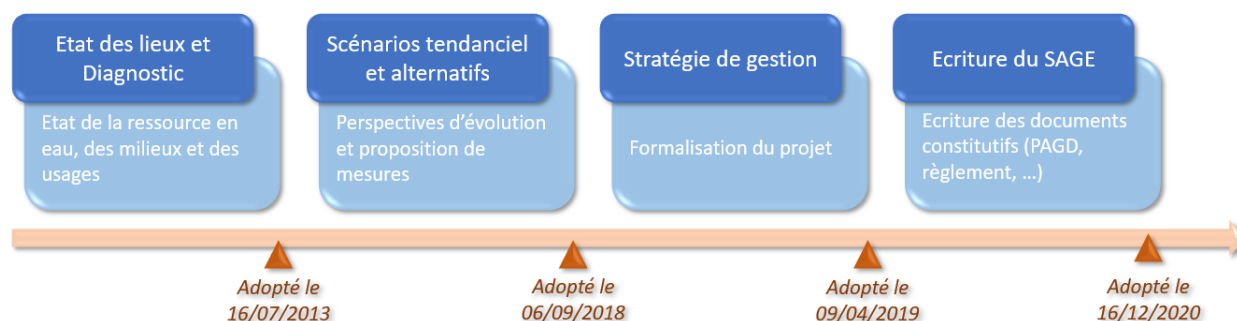 Etat des lieux et
Diagnostic
Etat de la ressource en
eau, des milieux et des
usages
Scénarios tendanciel
et alternatifs
Perspectives d'évolution
et proposition de
mesures
Stratégie de gestion
Formalisation du projet
Ecriture du SAGE
Ecriture des documents
constitutifs (PAGD,
règlement, ...)
Adopté le
16/07/2013
Adopté le
06/09/2018
Adopté le
09/04/2019
Adopté le
16/12/2020